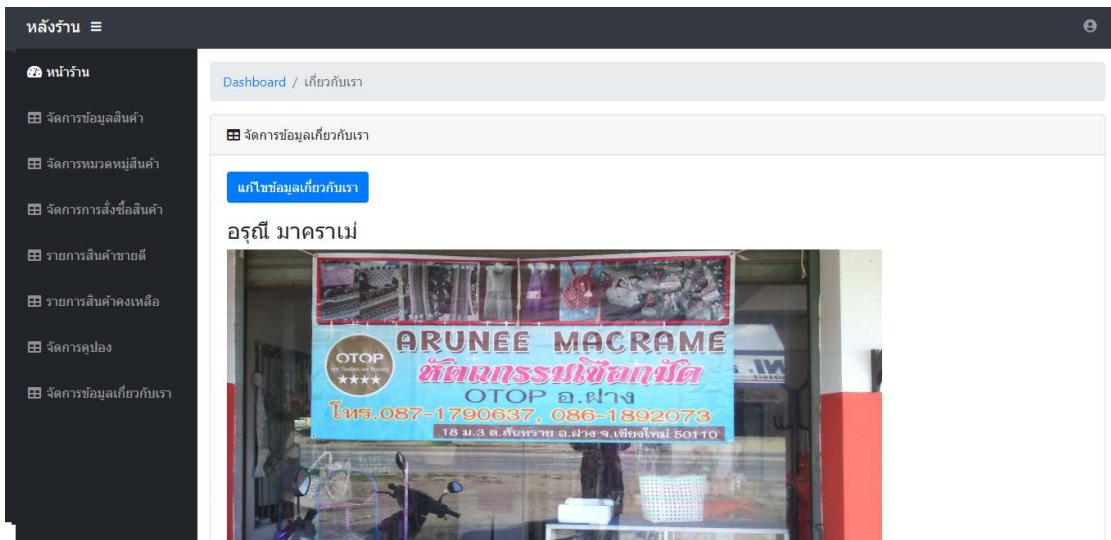 หลังร้าน
หน้าร้าน
จัดการข้อมูลสินค้า
จัดการหมวดหมู่สินค้า
จัดการการสั่งซื้อสินค้า
รายการสินค้าขายดี
รายการสินค้าคงเหลือ
จัดการคูปอง
จัดการข้อมูลเกี่ยวกับเรา
Dashboard / เกี่ยวกับเรา
จัดการข้อมูลเกี่ยวกับเรา
แก้ไขข้อมูลเกี่ยวกับเรา
อรุณี มาคราเม่
ARUNEE MACRAME
OTOP
หัตถกรรมเชือกมัด
OTOP อ.ฝาง
โทร.087-1790637, 086-1892073
18 ม.3 ต.สันทราย อ.ฝาง จ.เชียงใหม่ 50110